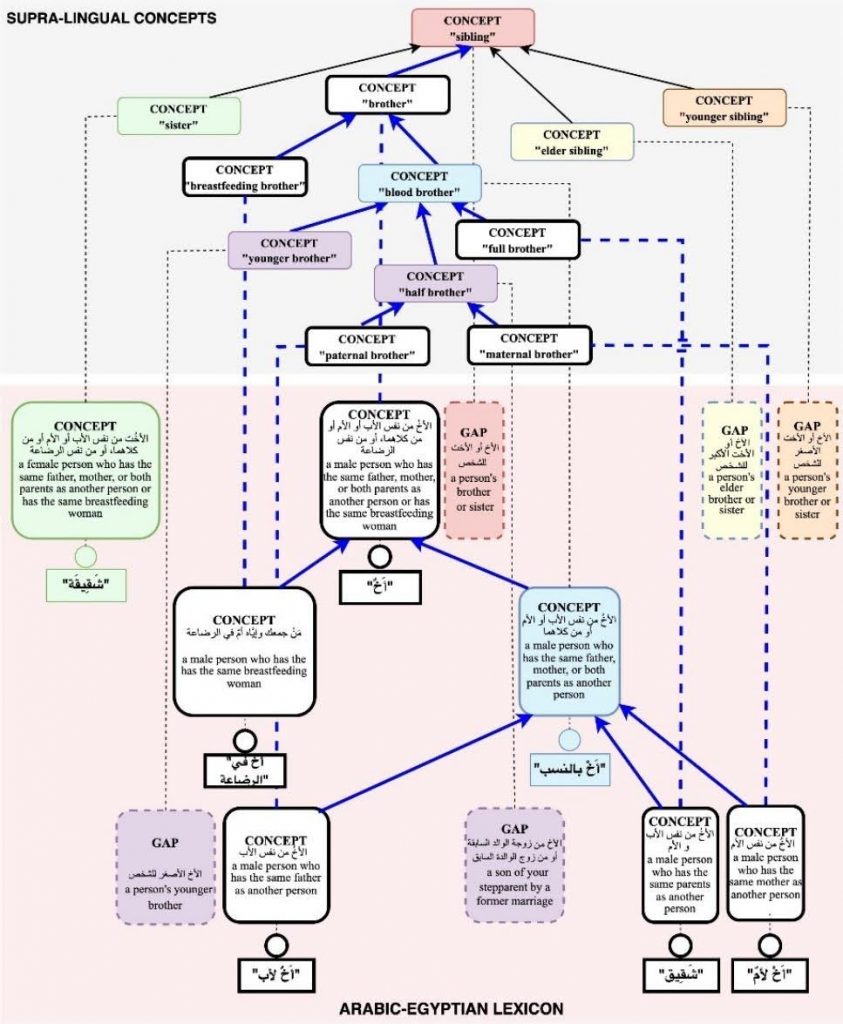 SUPRA-LINGUAL CONCEPTS
CONCEPT
"sibling"
CONCEPT
"brother"
CONCEPT
"sister"
CONCEPT
"younger sibling"
CONCEPT
"elder sibling"
CONCEPT
"breastfeeding brother"
CONCEPT
"blood brother"
CONCEPT
"younger brother"
CONCEPT
"full brother"
CONCEPT
"half brother"
CONCEPT
"paternal brother"
CONCEPT
"maternal brother"
CONCEPT
الأخت من نفس الأب أو الأم أو من
كلاهما، أو من نفس الرضاعة
a female person who has the
same father, mother, or both
parents as another person or
has the same breastfeeding
woman
"شَقِيقَة"
CONCEPT
الأخ من نفس الأب أو الأم أو
من كلاهما، أو من نفس
الرضاعة
a male person who has
the same father, mother,
or both parents as
another person or has
the same breastfeeding
woman
"أخٌ"
GAP
الأخ أو الأخت
للشخص
a person's
brother
or sister
GAP
الأخ أو
الأخت الأكبر
للشخص
a person's
elder
brother or
sister
GAP
الأخ أو الأخت
الأصغر
للشخص
a person's
younger
brother or
sister
CONCEPT
مَنْ جمعك وإيّاه أمّ في الرضاعة
a male person who has the
has the same breastfeeding
woman
"أخ في
الرضاعة"
CONCEPT
الأخُ من نفس الأب أو الأم
أو من كلاهما
a male person who
has the same father,
mother, or both
parents as another
person
"أخٌ بالنسب"
GAP
الأخ الأصغر للشخص
a person's younger
brother
CONCEPT
الأخ من نفس الأب
a male person who
has the same father
as another person
"أخٌ لأب"
GAP
الأخ من زوجة الوالد السابقة
أو من زوج الوالدة السابق
a son of your
stepparent by a
former marriage
CONCEPT
الأخُ من نفس الأب
و الأم
a male person
who has the
same parents
as another
person
"شَقِيق"
CONCEPT
الأخُ من نفس الأم
a male person
who has the
same mother as
another person
"أخٌ لأمّ"
ARABIC-EGYPTIAN LEXICON